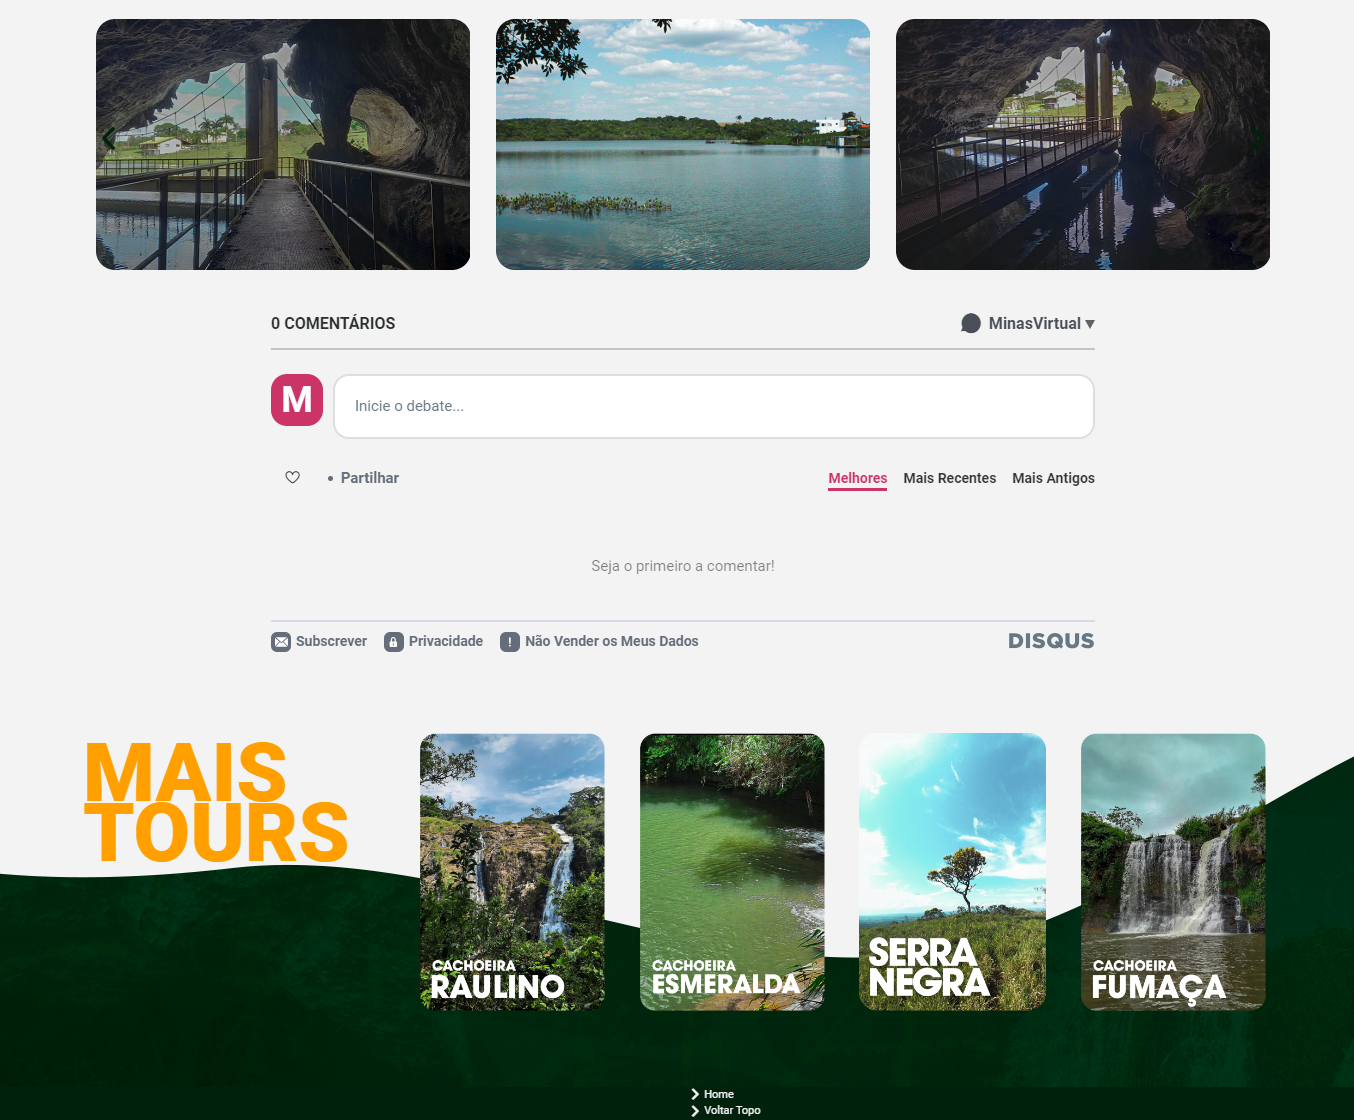 0 COMENTÁRIOS
MinasVirtual
M
Inicie o debate...
Partilhar
Melhores Mais Recentes Mais Antigos
Seja o primeiro a comentar!
Subscrever Privacidade Não Vender os Meus Dados
DISQUS
MAIS
TOURS
CACHOEIRA
RAULINO
CACHOEIRA
ESMERALDA
SERRA
NEGRA
CACHOEIRA
FUMAÇA
Home
Voltar Topo